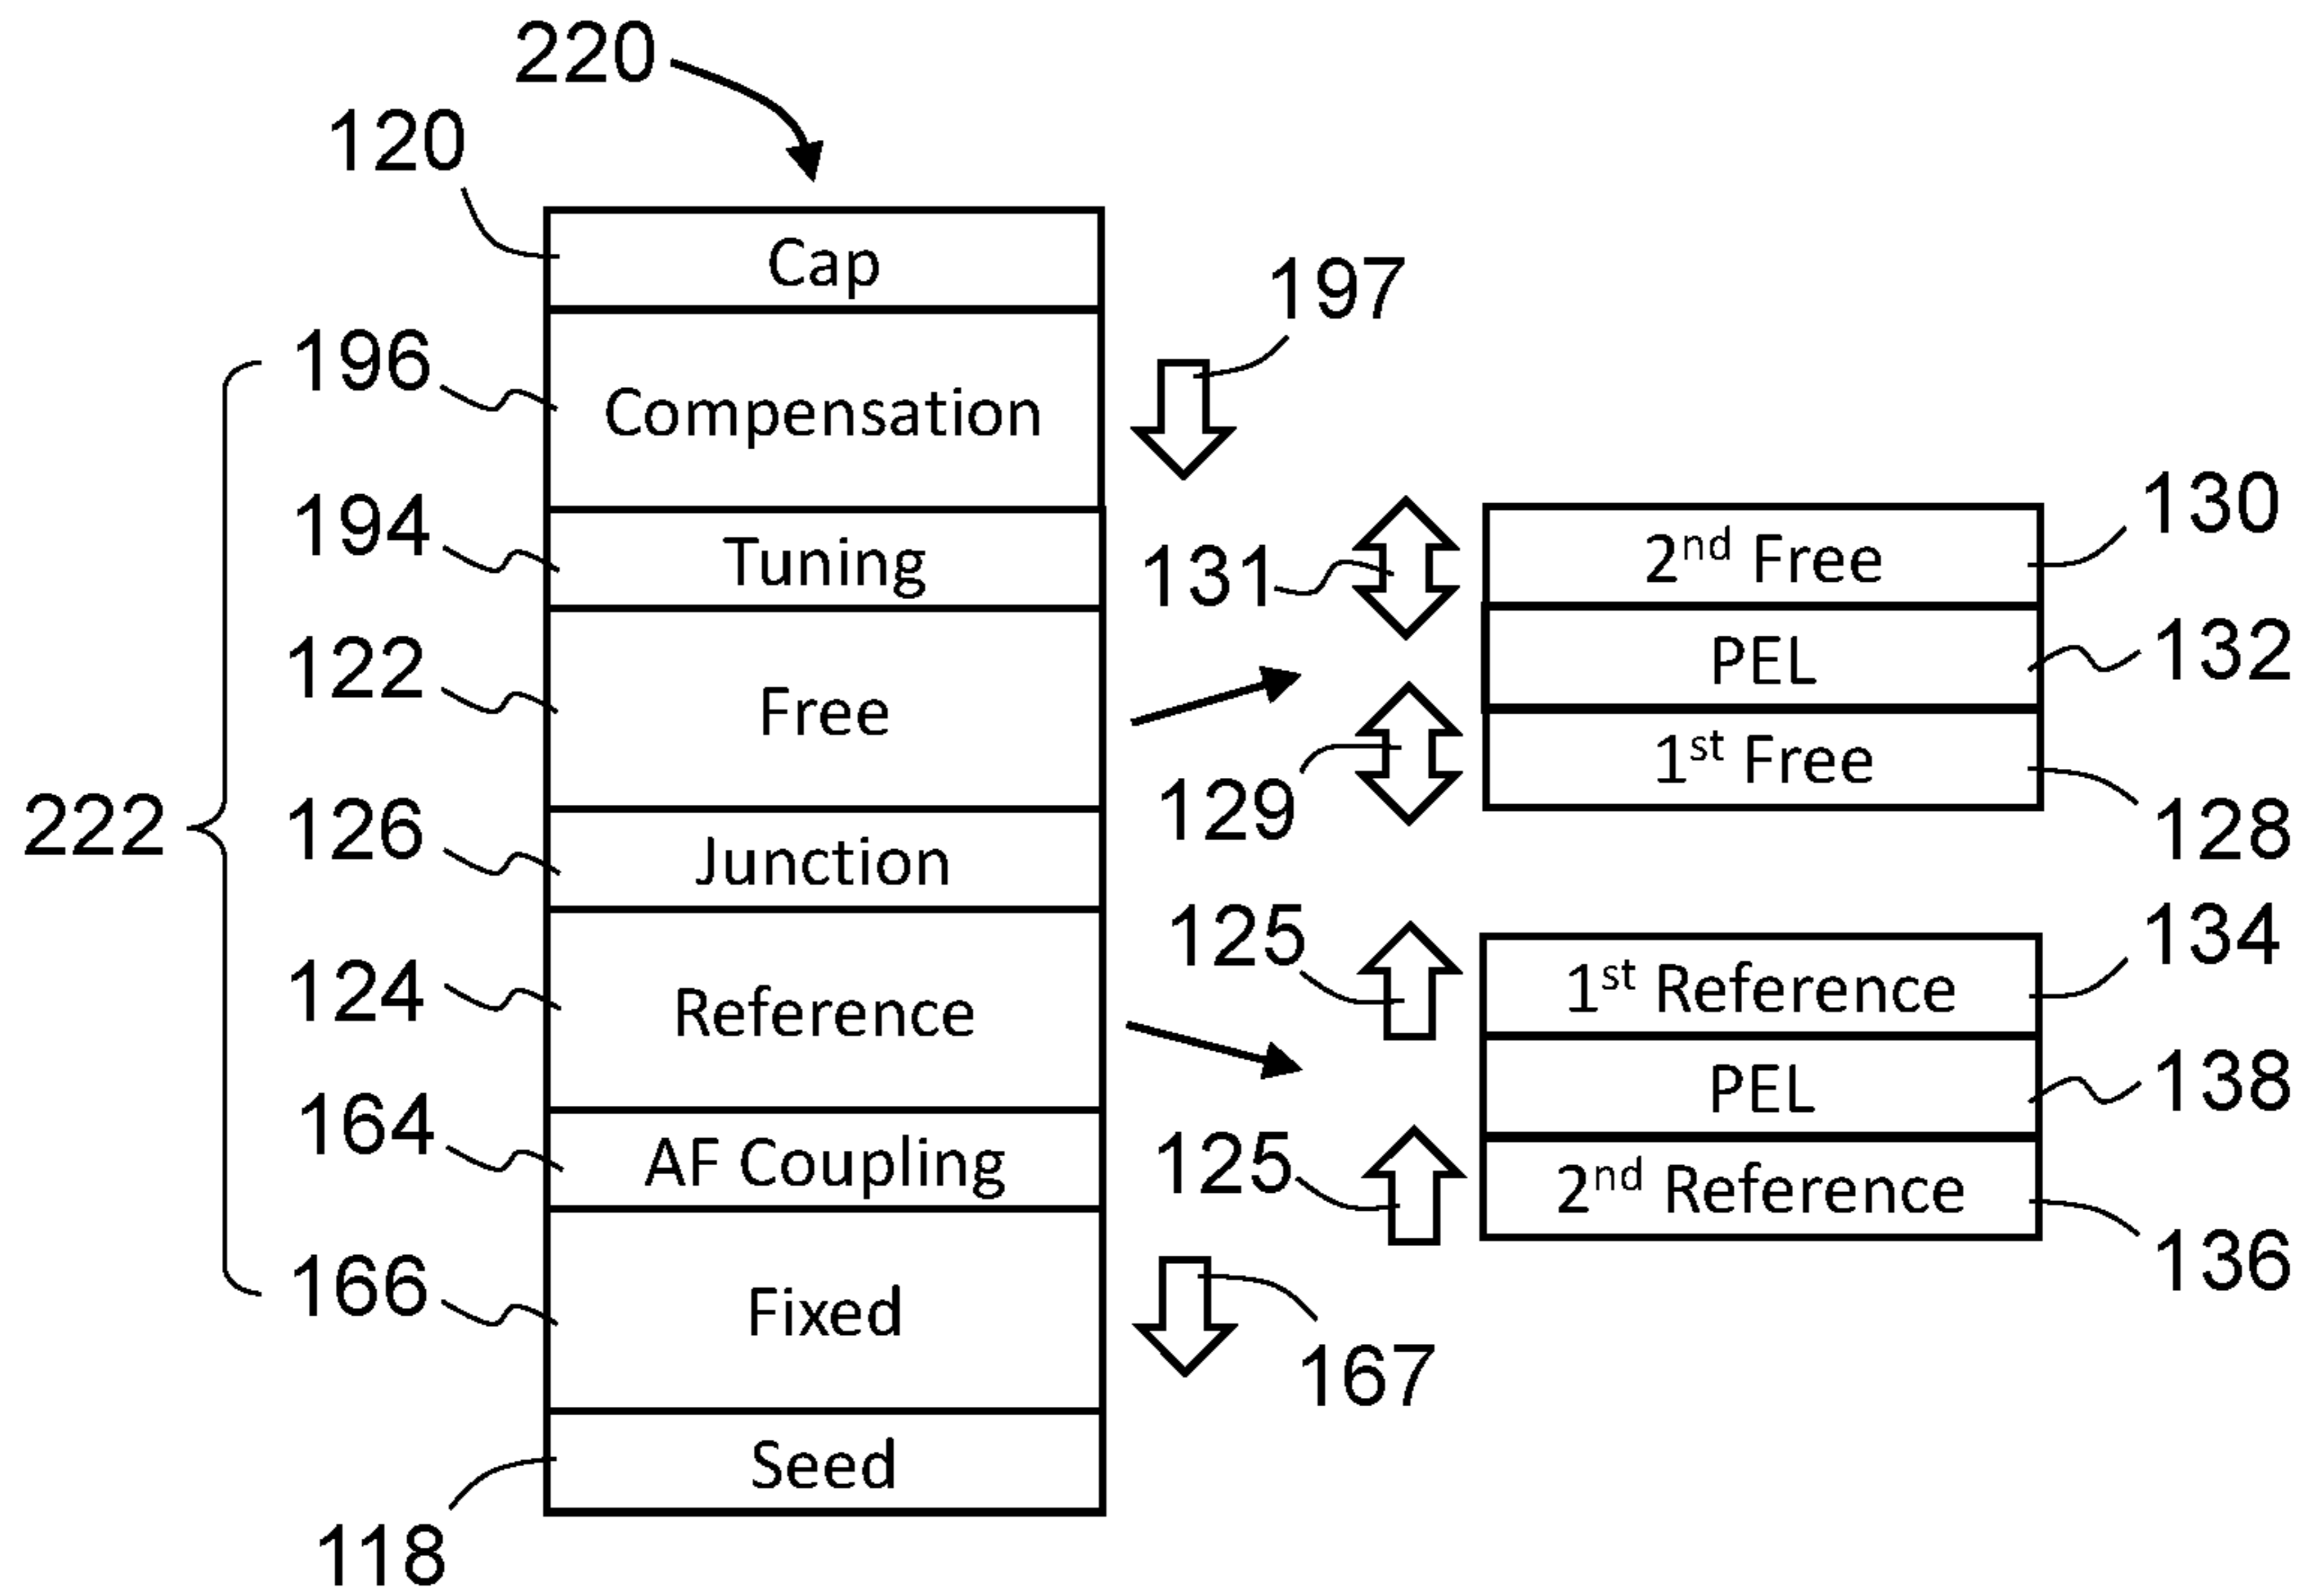 220
120
Cap
197
196
Compensation
194
Tuning
131
2nd Free
130
122
Free
PEL
132
129
1st Free
128
222
126
Junction
125
1st Reference
134
124
Reference
PEL
138
164
AF Coupling
125
2nd Reference
136
166
Fixed
167
Seed
118